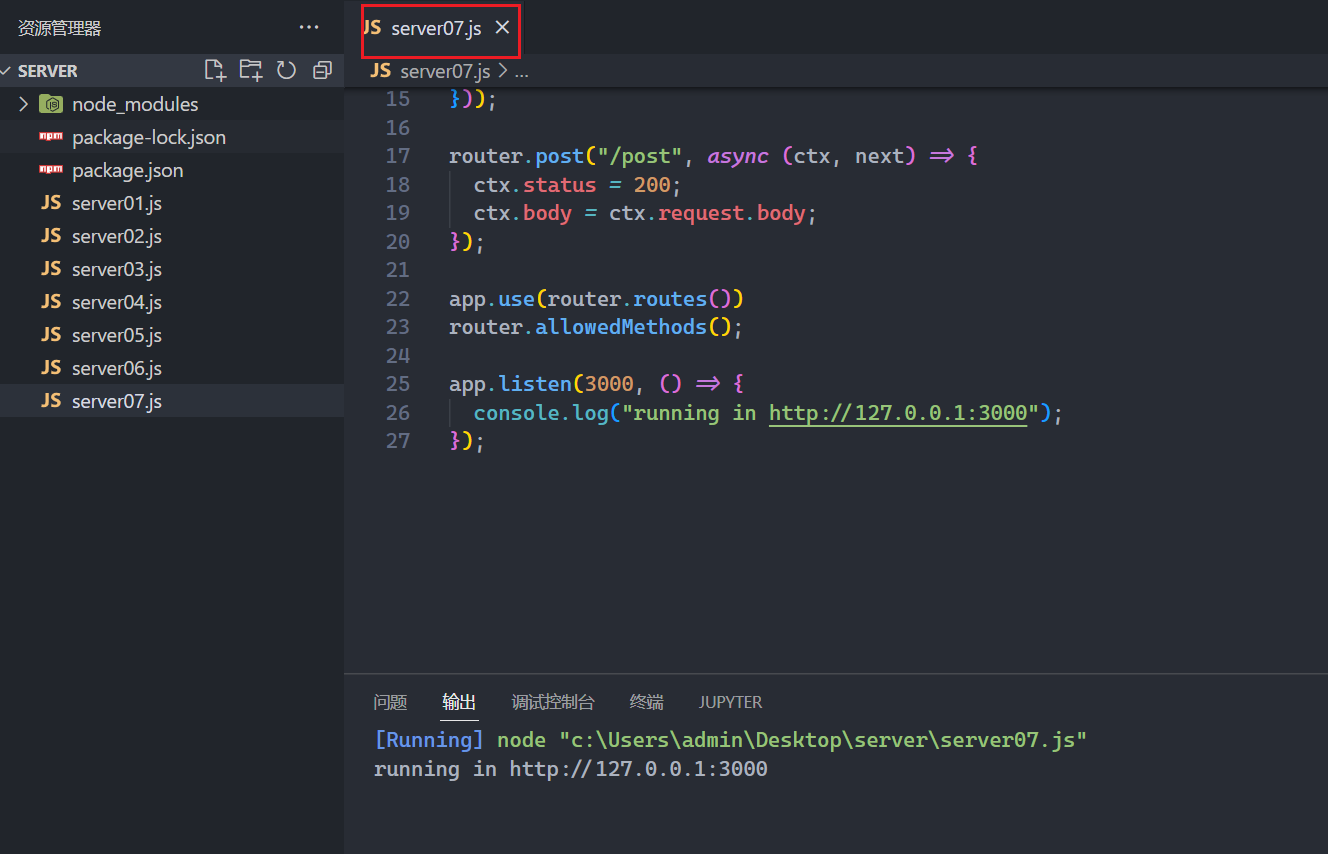 资源管理器 ...
SERVER
node_modules
npm package-lock.json
npm package.json
JS server01.js
JS server02.js
JS server03.js
JS server04.js
JS server05.js
JS server06.js
JS server07.js
JS server07.js
JS server07.js > ...
15 }));
16
17 router.post("/post", async (ctx, next) => {
18 ctx.status = 200;
19 ctx.body = ctx.request.body;
20 });
21
22 app.use(router.routes())
23 router.allowedMethods();
24
25 app.listen(3000, () => {
26 console.log("running in http://127.0.0.1:3000");
27 });
问题 输出 调试控制台 终端 JUPYTER
[Running] node "c:\Users\admin\Desktop\server\server07.js"
running in http://127.0.0.1:3000